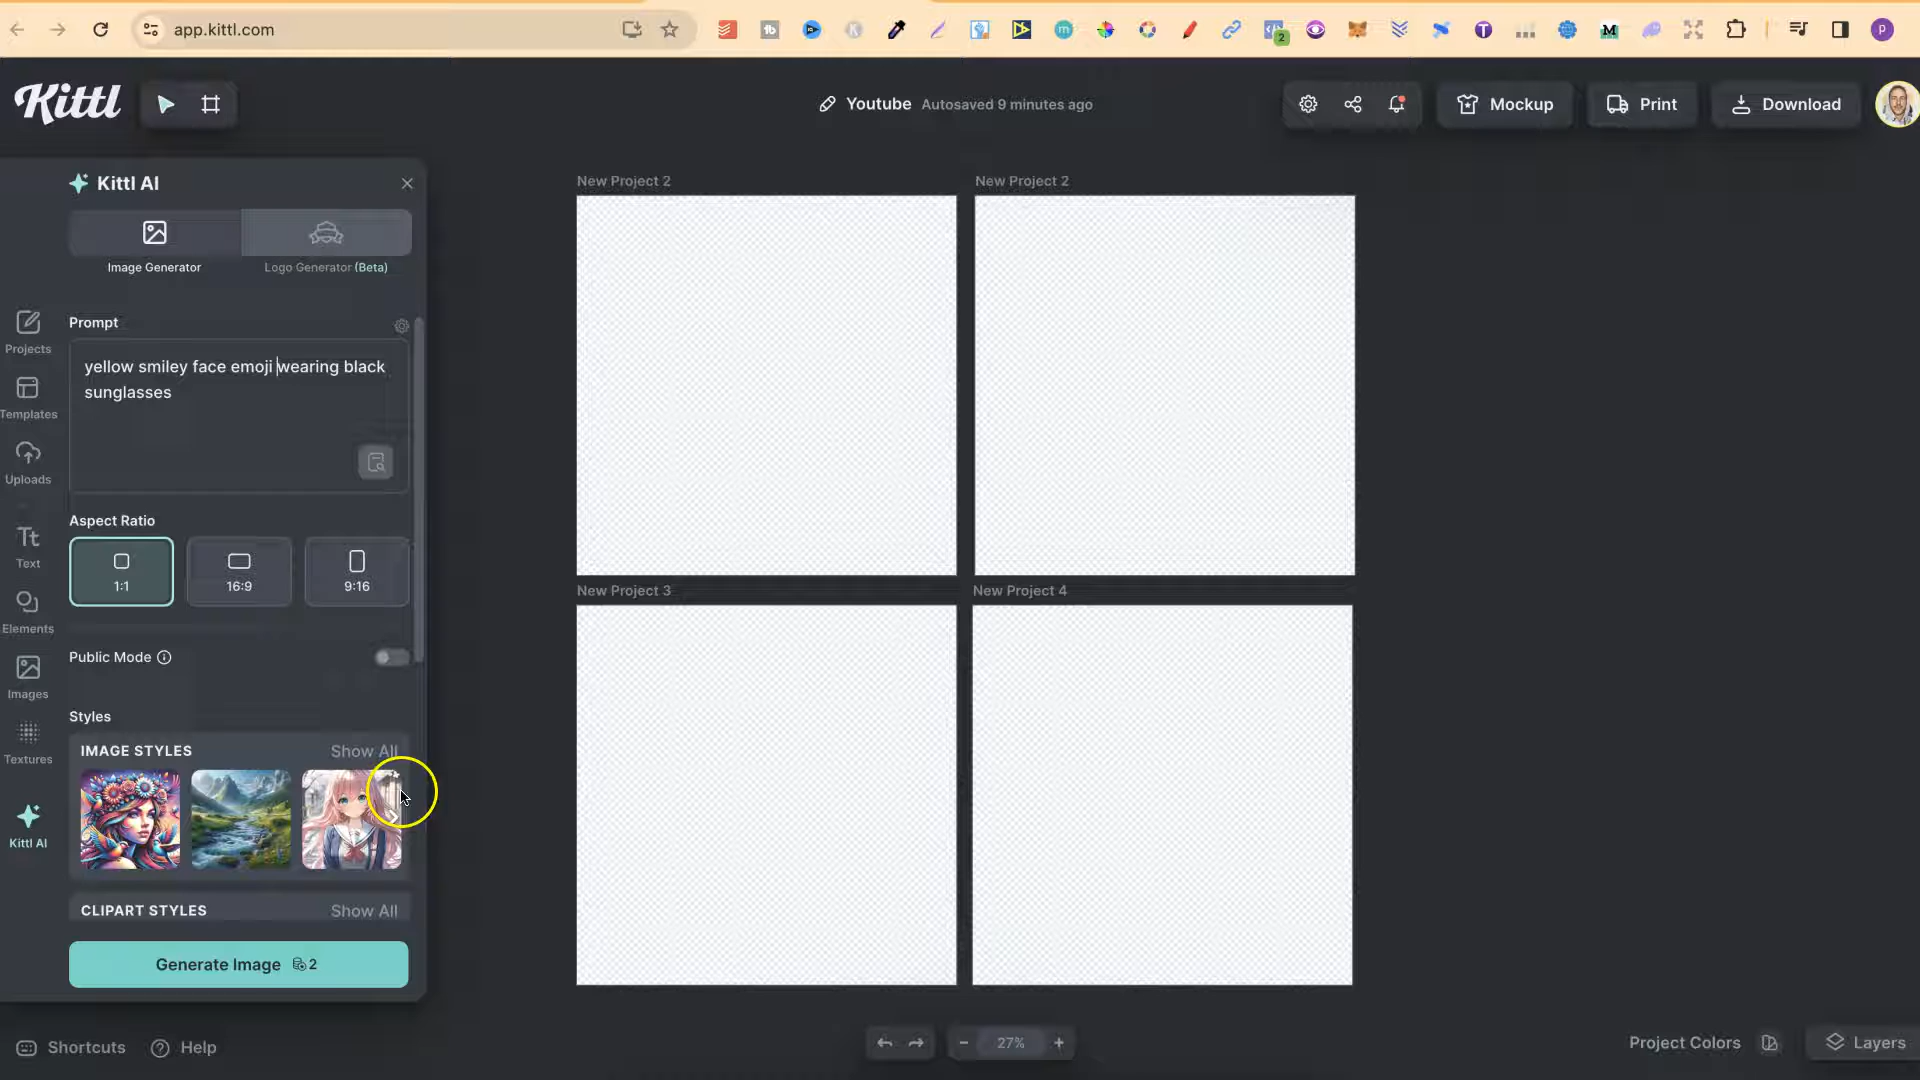 app.kittl.com
2
P
Kittl
Youtube Autosaved 9 minutes ago
Mockup
Print
Download
Kittl AI
Image Generator
Logo Generator (Beta)
Prompt
yellow smiley face emoji wearing black
sunglasses
Aspect Ratio
1:1
16:9
9:16
Public Mode
Styles
IMAGE STYLES
Show All
CLIPART STYLES
Show All
Generate Image 2
Projects
Templates
Uploads
Tt
Text
Elements
Images
Textures
Kittl AI
New Project 2
New Project 2
New Project 3
New Project 4
Shortcuts
Help
27%
Project Colors
Layers